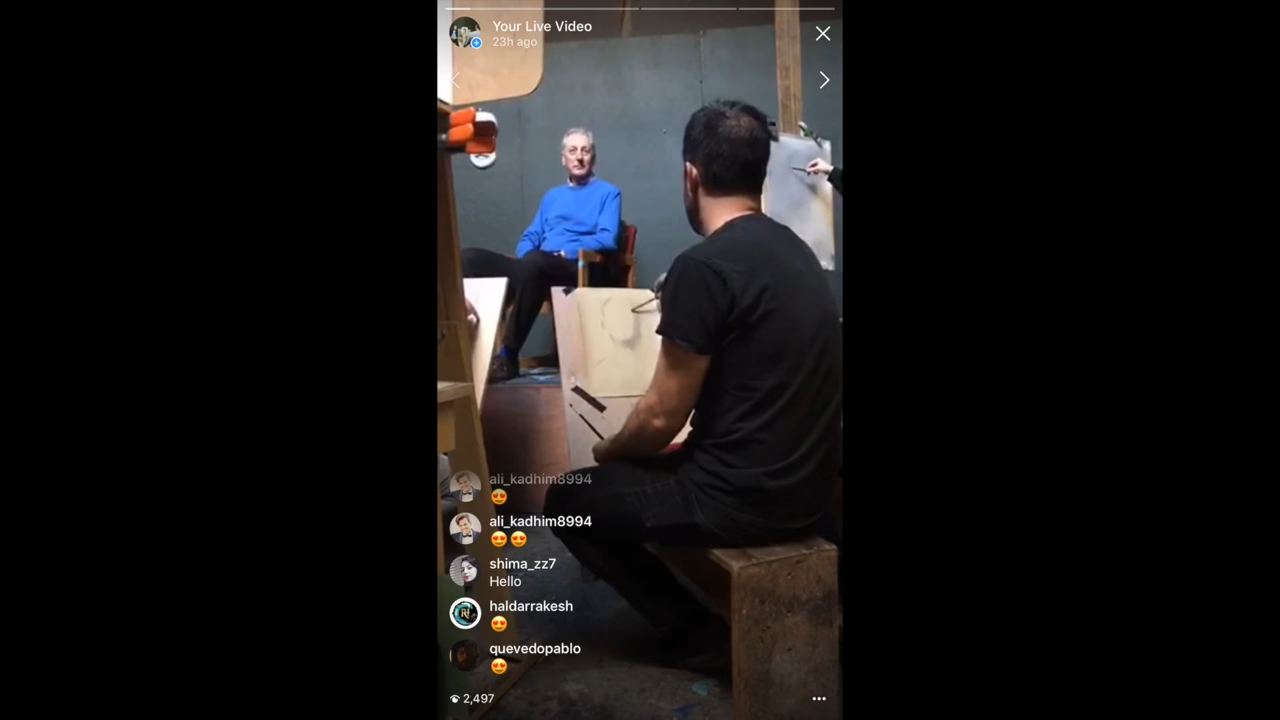 Your Live Video
23h ago
ali_kadhim8994
😍
ali_kadhim8994
😍😍
shima_zz7
Hello
haldarrakesh
😍
quevedopablo
😍
2,497